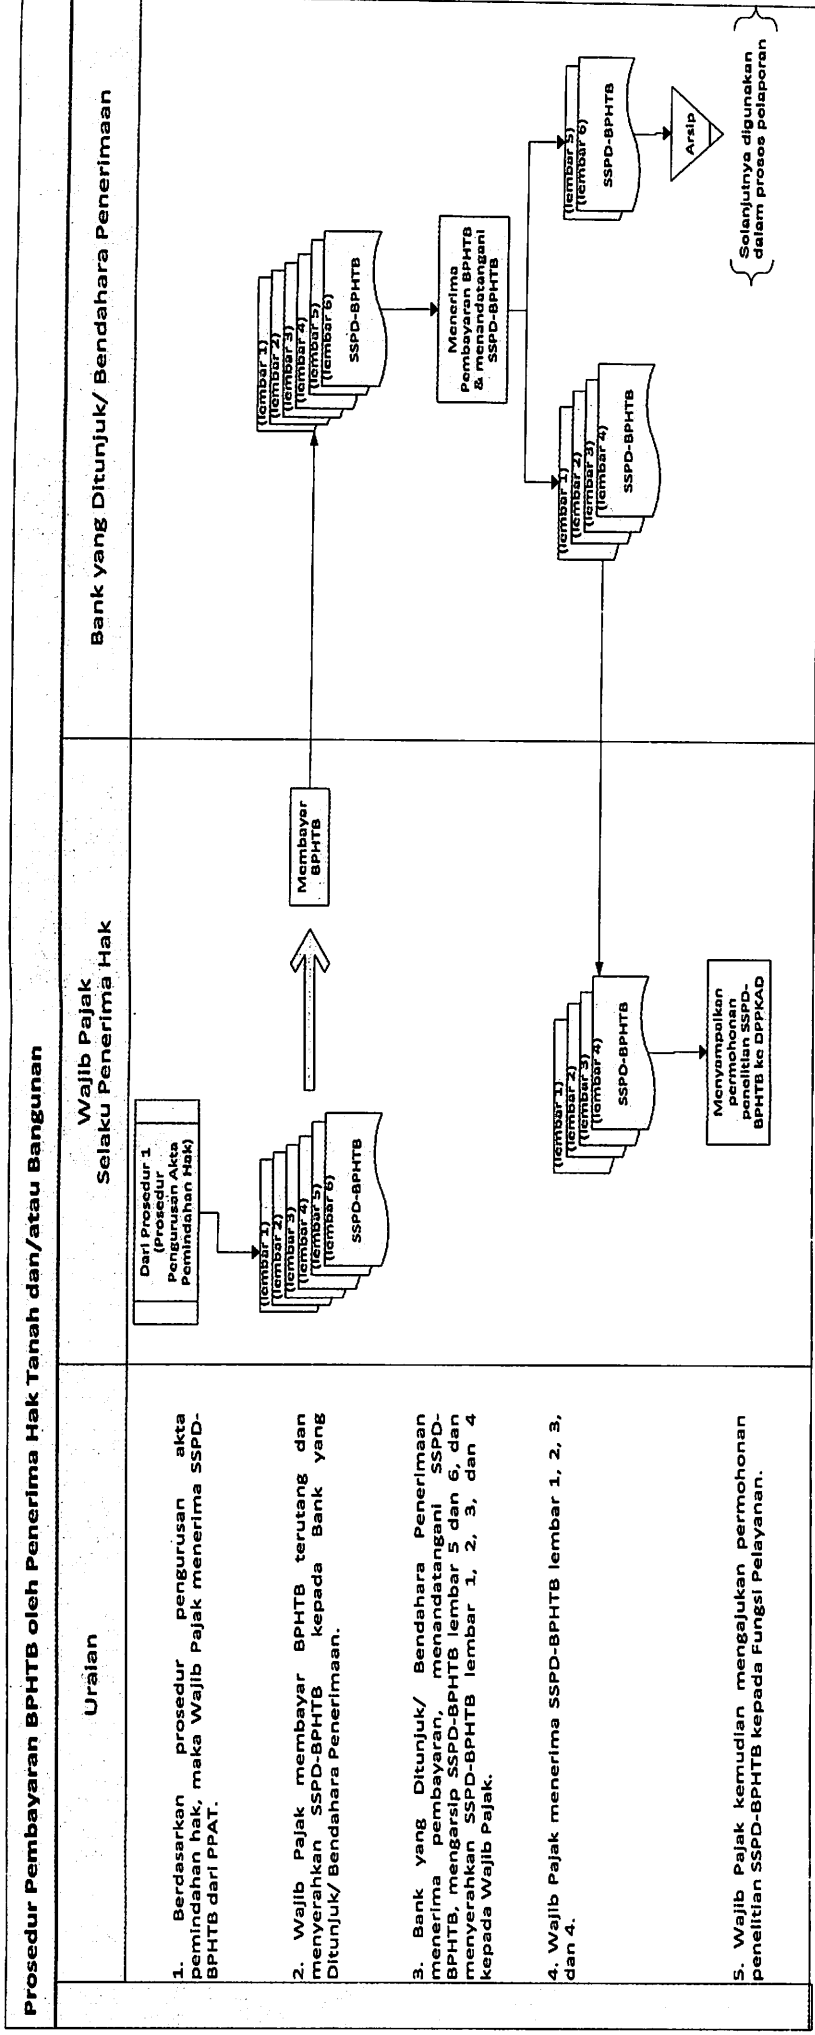 Prosedur Pembayaran BPHTB oleh Penerima Hak Tanah dan/atau Bangunan
Uraian
Wajib Pajak
Selaku Penerima Hak
Bank yang Ditunjuk/ Bendahara Penerimaan
1. Berdasarkan prosedur pengurusan akta
pemindahan hak, maka Wajib Pajak menerima SSPD-
BPHTB dari PPAT.
2. Wajib Pajak membayar BPHTB terutang dan
menyerahkan SSPD-BPHTB kepada Bank yang
Ditunjuk/ Bendahara Penerimaan.
3. Bank yang Ditunjuk/ Bendahara Penerimaan
menerima pembayaran, menandatangani SSPD-
BPHTB, mengarsip SSPD-BPHTB lembar 5 dan 6, dan
menyerahkan SSPD-BPHTB lembar 1, 2, 3, dan 4
kepada Wajib Pajak.
4. Wajib Pajak menerima SSPD-BPHTB lembar 1, 2, 3,
dan 4.
5. Wajib Pajak kemudian mengajukan permohonan
penelitian SSPD-BPHTB kepada Fungsi Pelayanan.
Dari Prosedur 1
(Prosedur
Pengurusan Akta
Pemindahan Hak)
(lembar 1)
(lembar 2)
(lembar 3)
(lembar 4)
(lembar 5)
(lembar 6)
SSPD-BPHTB
Membayar
BPHTB
(lembar 1)
(lembar 2)
(lembar 3)
(lembar 4)
SSPD-BPHTB
Menyampaikan
permohonan
penelitian SSPD-
BPHTB ke DPPKAD
(lembar 1)
(lembar 2)
(lembar 3)
(lembar 4)
(lembar 5)
(lembar 6)
SSPD-BPHTB
Menerima
Pembayaran BPHTB
& menandatangani
SSPD-BPHTB
(lembar 1)
(lembar 2)
(lembar 3)
(lembar 4)
SSPD-BPHTB
(lembar 5)
(lembar 6)
SSPD-BPHTB
Arsip
Selanjutnya digunakan
dalam proses pelaporan